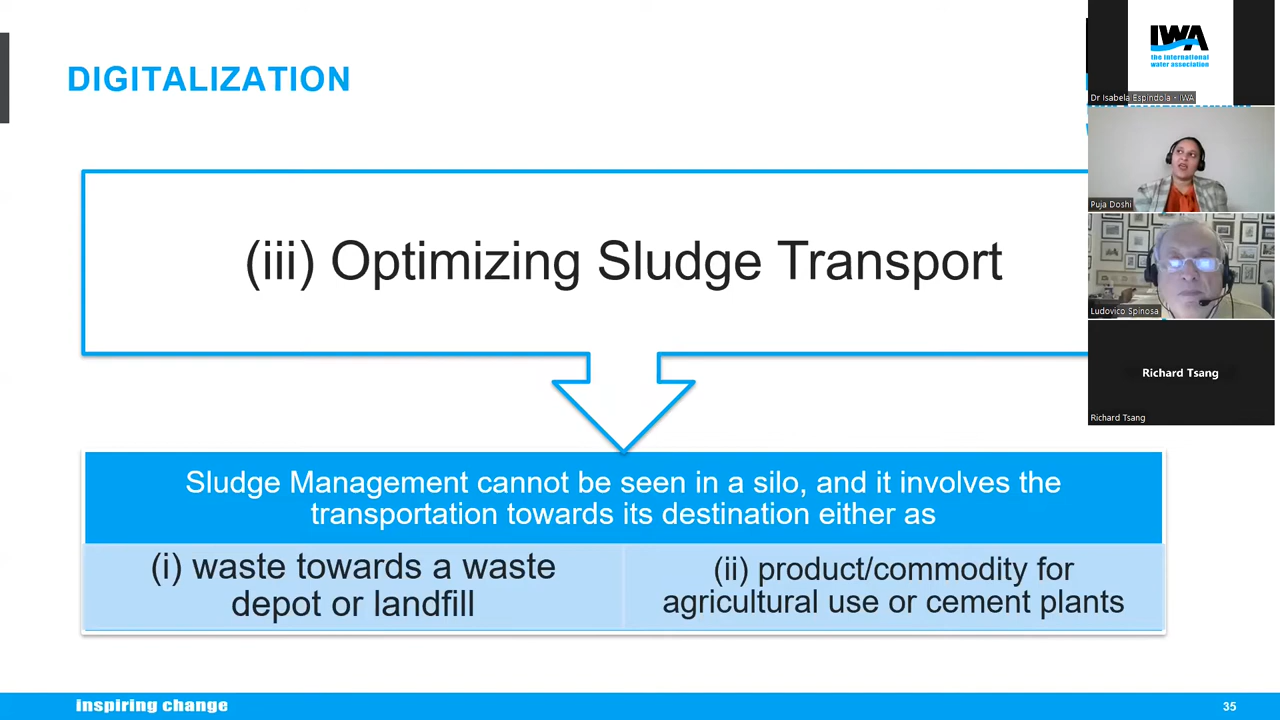 DIGITALIZATION
(iii) Optimizing Sludge Transport
Sludge Management cannot be seen in a silo, and it involves the
transportation towards its destination either as
(i) waste towards a waste
depot or landfill
(ii) product/commodity for
agricultural use or cement plants
inspiring change
35
IWA
the international
water association
Dr Isabela Espindola - IWA
Puja Doshi
Ludovico Spinosa
Richard Tsang
Richard Tsang